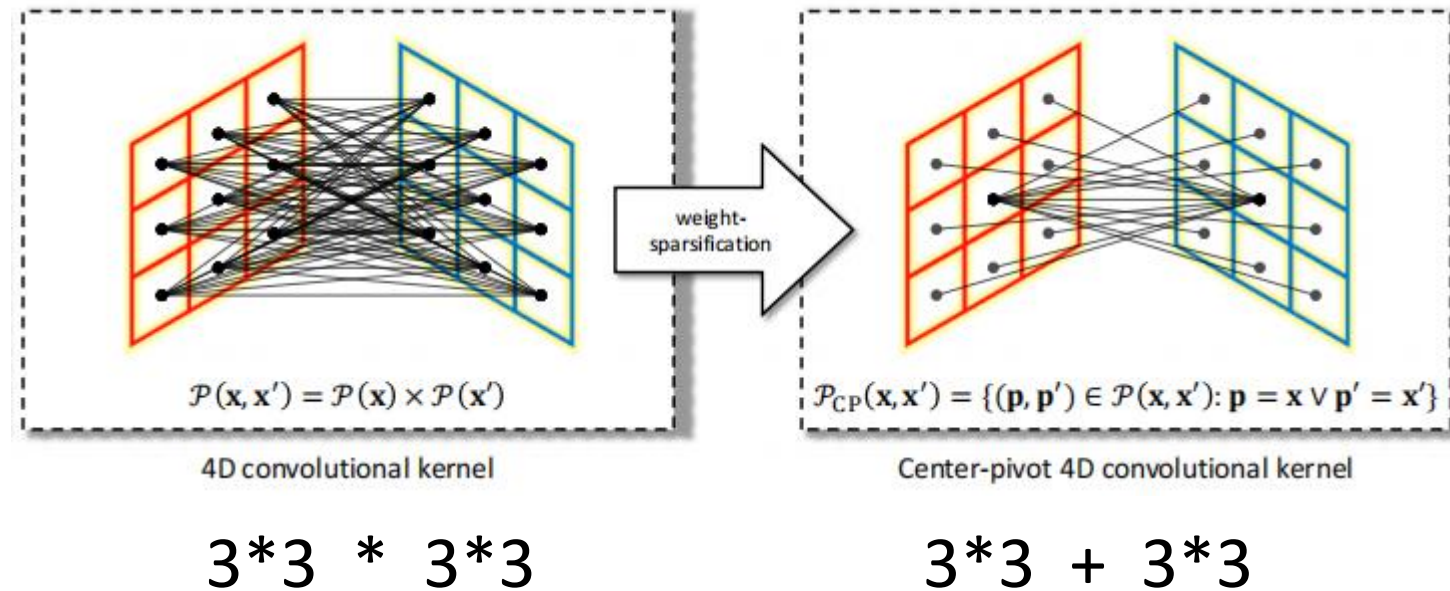 weight-
sparsification
𝒫(𝐱, 𝐱′) = 𝒫(𝐱) × 𝒫(𝐱′)
𝒫CP(𝐱, 𝐱′) = {(𝐩, 𝐩′) ∈ 𝒫(𝐱, 𝐱′): 𝐩 = 𝐱 ∨ 𝐩′ = 𝐱′}
4D convolutional kernel
Center-pivot 4D convolutional kernel
3*3 * 3*3
3*3 + 3*3